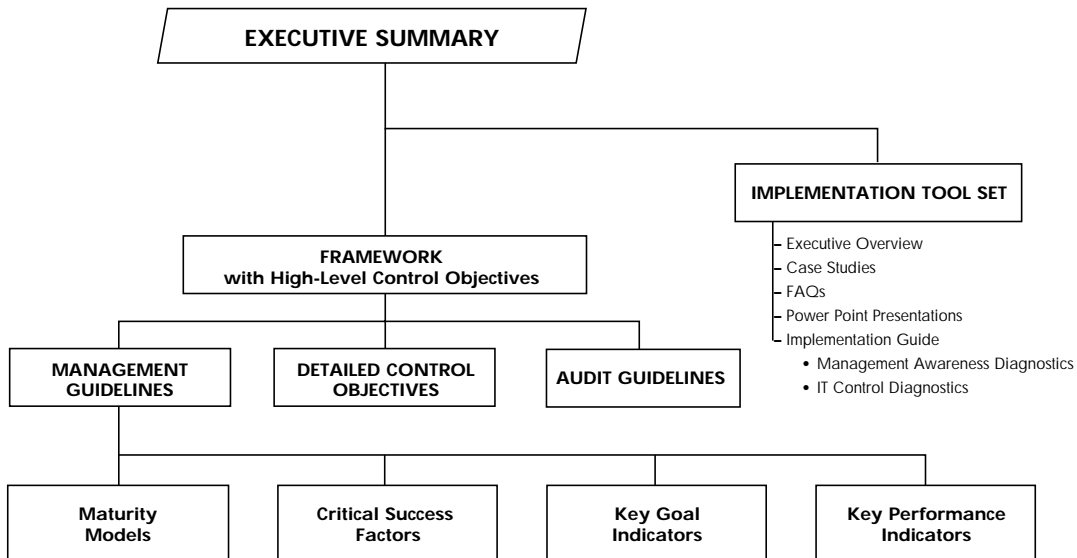 EXECUTIVE SUMMARY
IMPLEMENTATION TOOL SET
– Executive Overview
– Case Studies
– FAQs
– Power Point Presentations
– Implementation Guide
• Management Awareness Diagnostics
• IT Control Diagnostics
FRAMEWORK
with High-Level Control Objectives
MANAGEMENT
GUIDELINES
DETAILED CONTROL
OBJECTIVES
AUDIT GUIDELINES
Maturity
Models
Critical Success
Factors
Key Goal
Indicators
Key Performance
Indicators